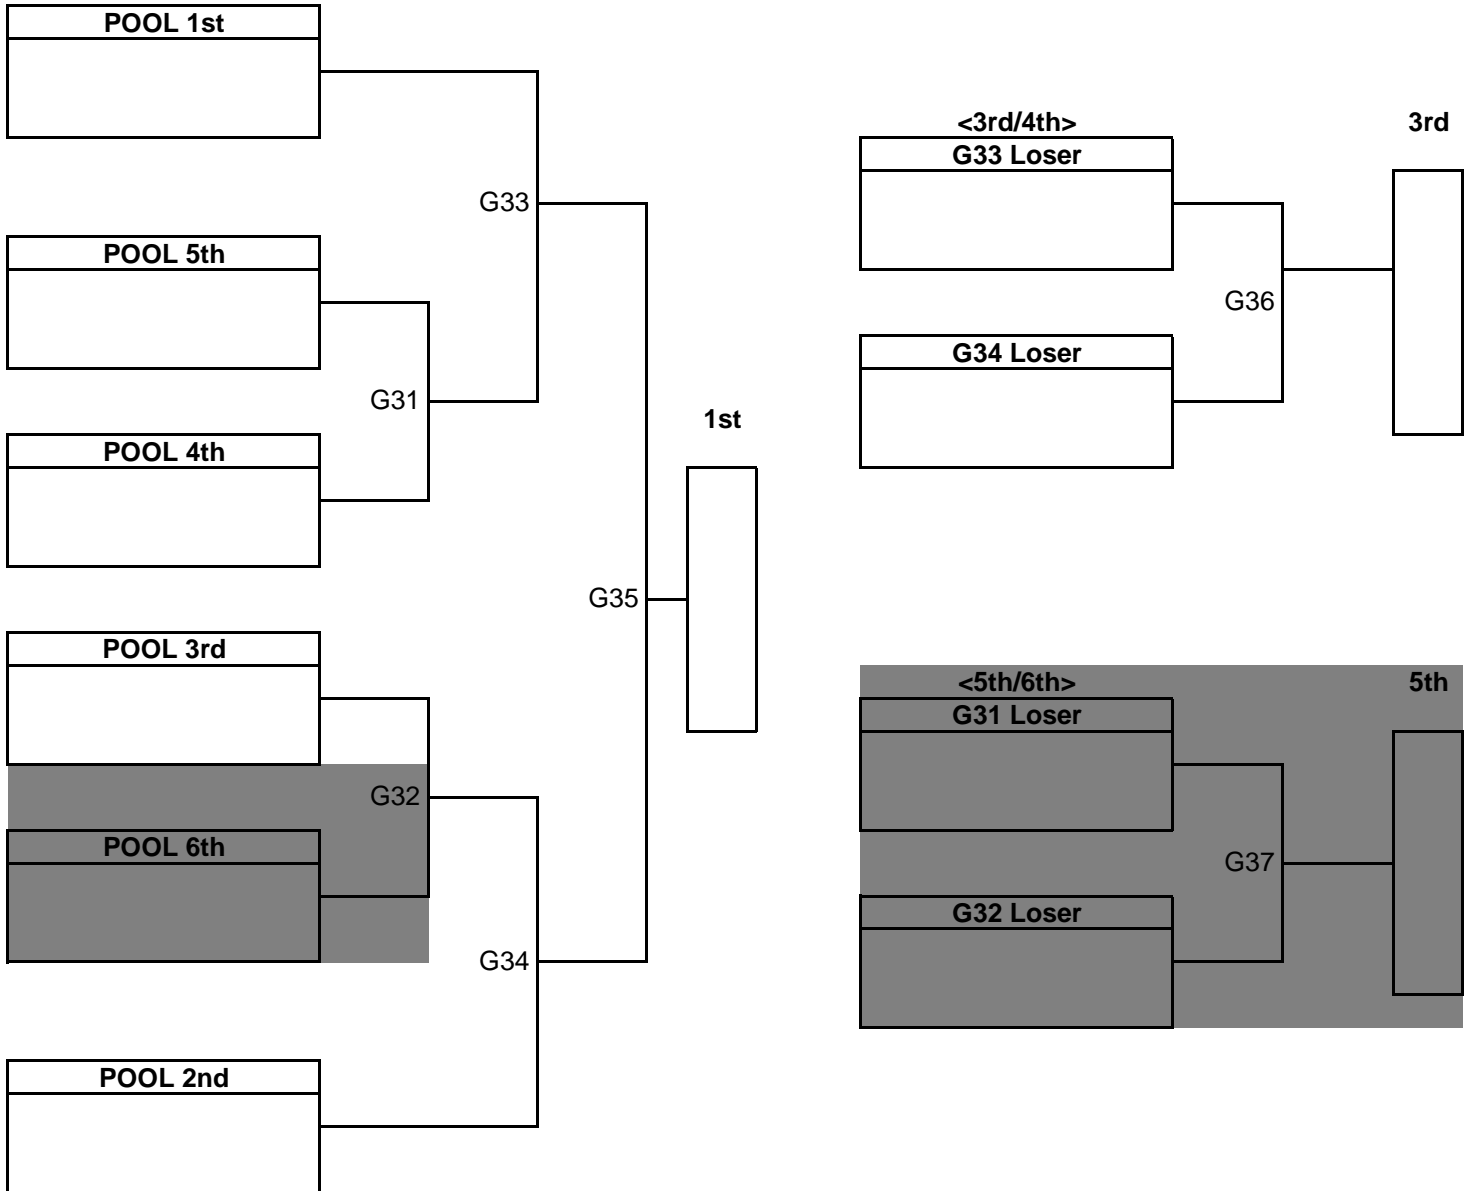 POOL 1st
G33
POOL 5th
G31
POOL 4th
1st
G35
POOL 3rd
G32
POOL 6th
G34
POOL 2nd
<3rd/4th>
3rd
G33 Loser
G36
G34 Loser
<5th/6th>
5th
G31 Loser
G37
G32 Loser